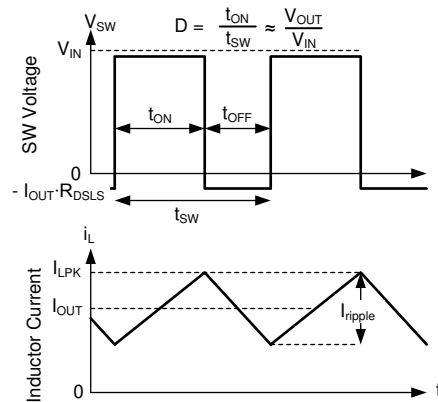 V_SW
D = t_ON / t_SW ≈ V_OUT / V_IN
V_IN
SW Voltage
t_ON
t_OFF
0
- I_OUT·R_DSLS
t_SW
i_L
I_LPK
Inductor Current
I_OUT
I_ripple
0
t